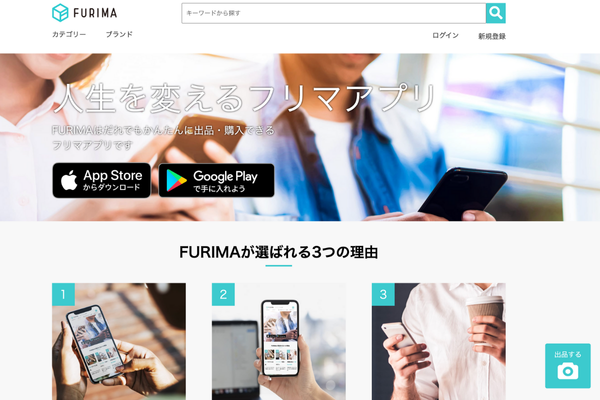 FURIMA
キーワードから探す
カテゴリー ブランド
ログイン 新規登録
人生を変えるフリマアプリ
FURIMAはだれでもかんたんに出品・購入できる
フリマアプリです
App Store
からダウンロード
Google Play
で手に入れよう
FURIMAが選ばれる3つの理由
1
2
3
出品する